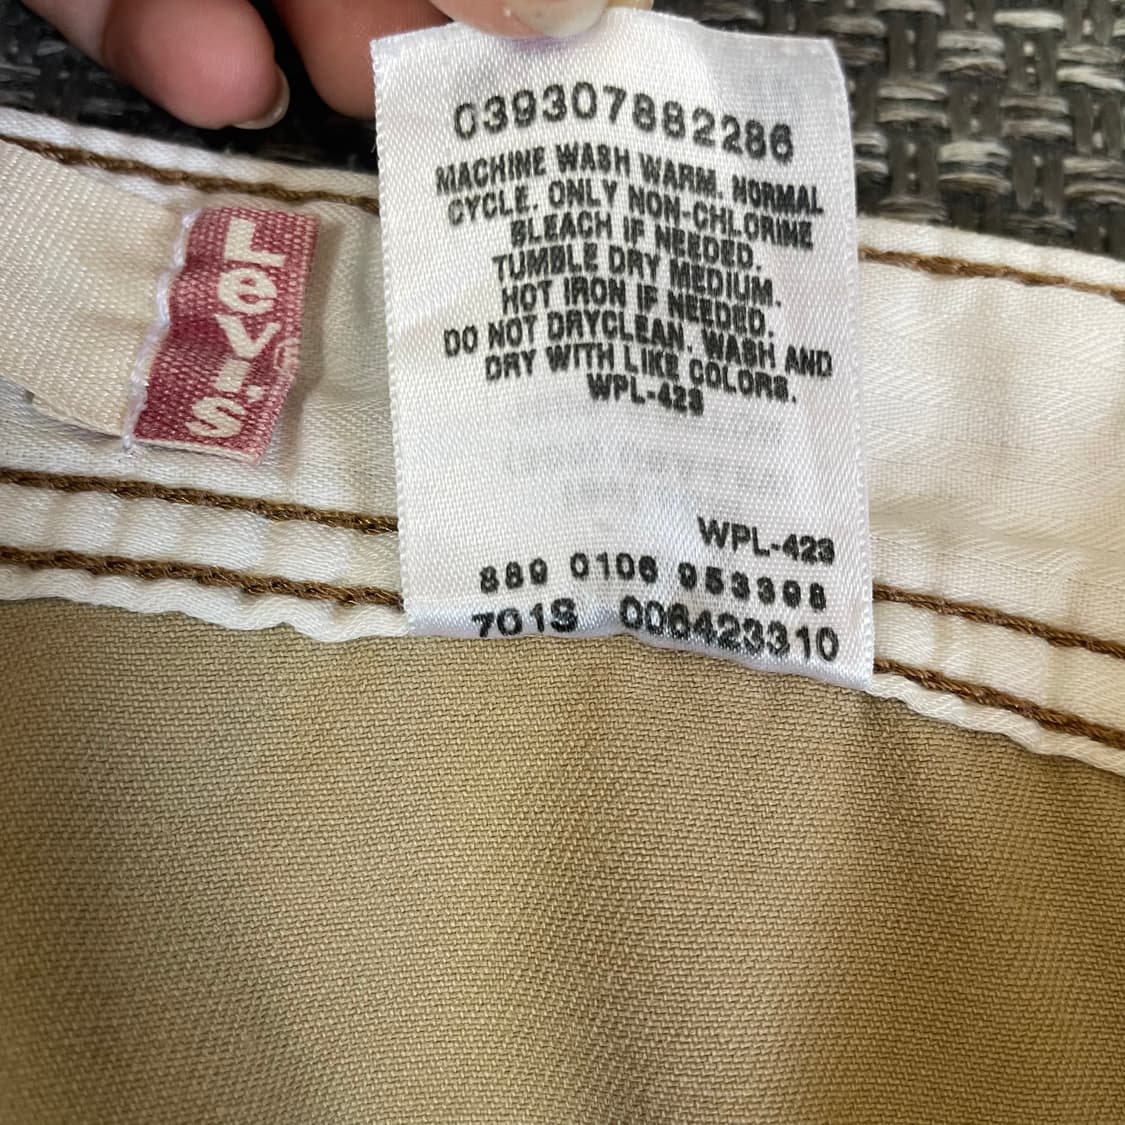 Levi's
039307882286
MACHINE WASH WARM. NORMAL
CYCLE. ONLY NON-CHLORINE
BLEACH IF NEEDED.
TUMBLE DRY MEDIUM.
HOT IRON IF NEEDED.
DO NOT DRYCLEAN. WASH AND
DRY WITH LIKE COLORS.
WPL-423
WPL-423
889 0106 953398
701S 006423310